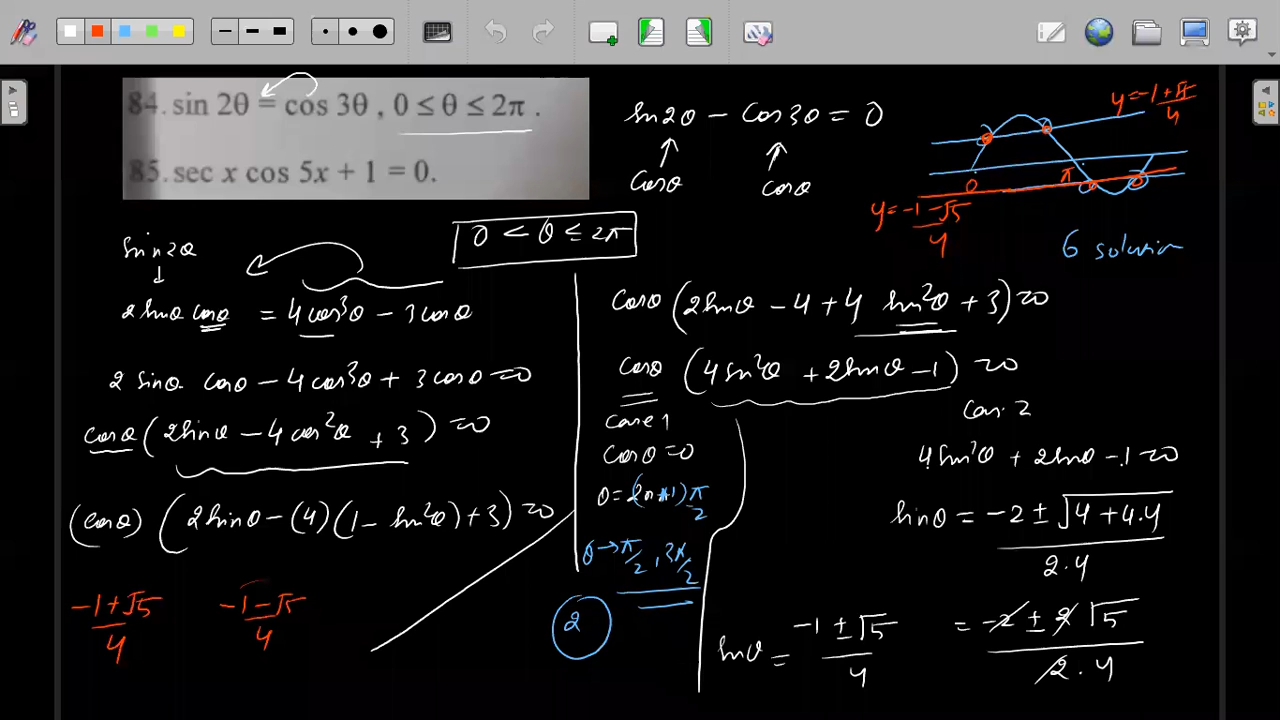 84. sin 2θ = cos 3θ , 0 ≤ θ ≤ 2π .
85. sec x cos 5x + 1 = 0.
sin2θ
0 < θ ≤ 2π
2sinθ cosθ = 4cos³θ - 3cosθ
2 sinθ cosθ - 4cos³θ + 3cosθ = 0
cosθ (2sinθ - 4cos²θ + 3) = 0
(cosθ) (2sinθ - (4)(1 - sin²θ) + 3) = 0
-1+√5/4
-1-√5/4
sin2θ - cos3θ = 0
cosθ
cosθ
y=-1+√5/4
0
π
y=-1-√5/4
6 solution
cosθ (2sinθ - 4 + 4 sin²θ + 3) = 0
cosθ (4sin²θ + 2sinθ - 1) = 0
case 1
cosθ = 0
θ = (2n+1) π/2
θ → π/2 , 3π/2
2
cas. 2
4sin²θ + 2sinθ - 1 = 0
sinθ = -2 ± √4 + 4.4
2.4
= -2 ± 2 √5
2 . 4
sinθ = -1 ± √5/4